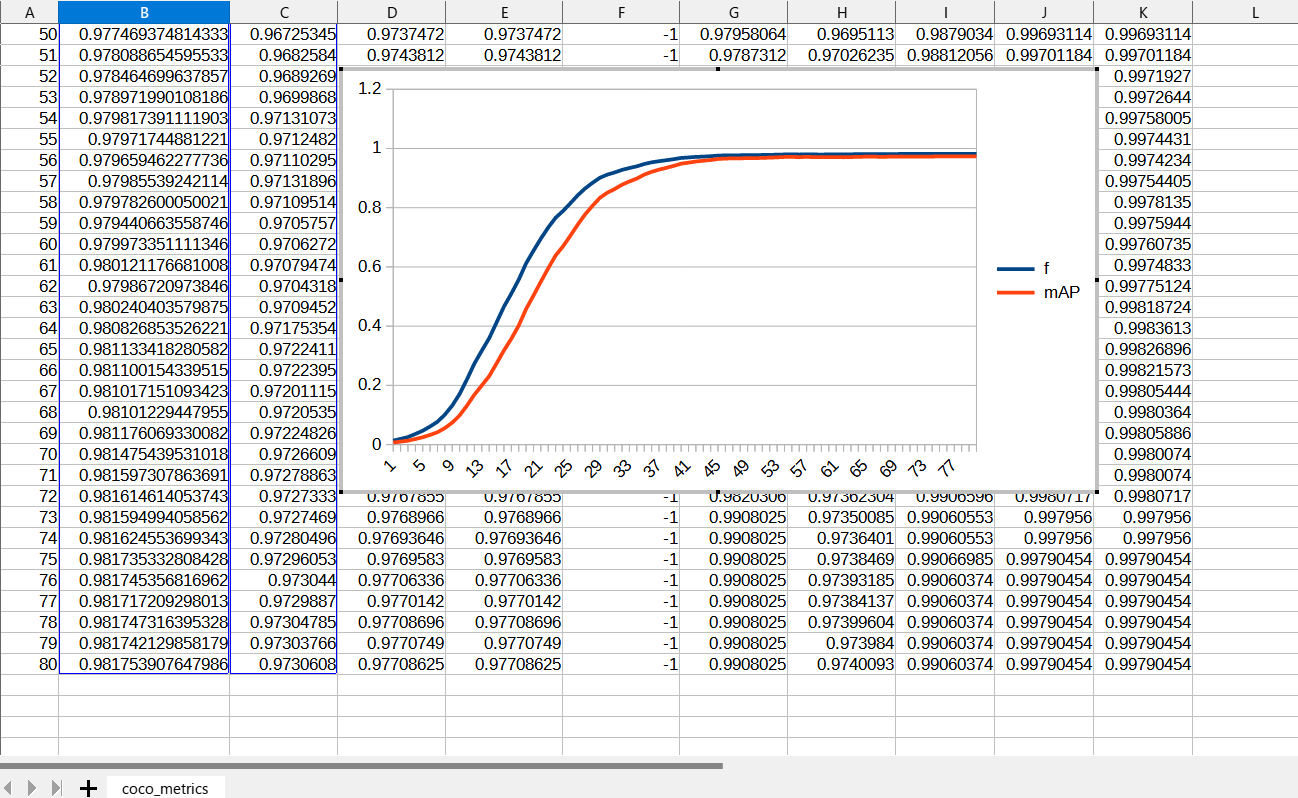 A B C D E F G H I J K L
50 0.977469374814333 0.96725345 0.9737472 0.9737472 -1 0.97958064 0.9695113 0.9879034 0.99693114 0.99693114
51 0.978088654595533 0.9682584 0.9743812 0.9743812 -1 0.9787312 0.97026235 0.98812056 0.99701184 0.99701184
52 0.978464699637857 0.9689269 0.9971927
53 0.978971990108186 0.9699868 0.9972644
54 0.979817391111903 0.97131073 0.99758005
55 0.97971744881221 0.9712482 0.9974431
56 0.979659462277736 0.97110295 0.9974234
57 0.97985539242114 0.97131896 0.99754405
58 0.979782600050021 0.97109514 0.9978135
59 0.979440663558746 0.9705757 0.9975944
60 0.979973351111346 0.9706272 0.99760735
61 0.980121176681008 0.97079474 0.9974833
62 0.97986720973846 0.9704318 0.99775124
63 0.980240403579875 0.9709452 0.99818724
64 0.980826853526221 0.97175354 0.9983613
65 0.981133418280582 0.9722411 0.99826896
66 0.981100154339515 0.9722395 0.99821573
67 0.981017151093423 0.97201115 0.99805444
68 0.98101229447955 0.9720535 0.9980364
69 0.981176069330082 0.97224826 0.99805886
70 0.981475439531018 0.9726609 0.9980074
71 0.981597307863691 0.97278863 0.9980074
72 0.981614614053743 0.9727333 0.9767855 0.9767855 -1 0.9820306 0.97362304 0.9906596 0.9980717 0.9980717
73 0.981594994058562 0.9727469 0.9768966 0.9768966 -1 0.9908025 0.97350085 0.99060553 0.997956 0.997956
74 0.981624553699343 0.97280496 0.97693646 0.97693646 -1 0.9908025 0.9736401 0.99060553 0.997956 0.997956
75 0.981735332808428 0.97296053 0.9769583 0.9769583 -1 0.9908025 0.9738469 0.99066985 0.99790454 0.99790454
76 0.981745356816962 0.973044 0.97706336 0.97706336 -1 0.9908025 0.97393185 0.99060374 0.99790454 0.99790454
77 0.981717209298013 0.9729887 0.9770142 0.9770142 -1 0.9908025 0.97384137 0.99060374 0.99790454 0.99790454
78 0.981747316395328 0.97304785 0.97708696 0.97708696 -1 0.9908025 0.97399604 0.99060374 0.99790454 0.99790454
79 0.981742129858179 0.97303766 0.9770749 0.9770749 -1 0.9908025 0.973984 0.99060374 0.99790454 0.99790454
80 0.981753907647986 0.9730608 0.97708625 0.97708625 -1 0.9908025 0.9740093 0.99060374 0.99790454 0.99790454
1.2
1
0.8
0.6
0.4
0.2
0
1 5 9 13 17 21 25 29 33 37 41 45 49 53 57 61 65 69 73 77
f
mAP
coco_metrics